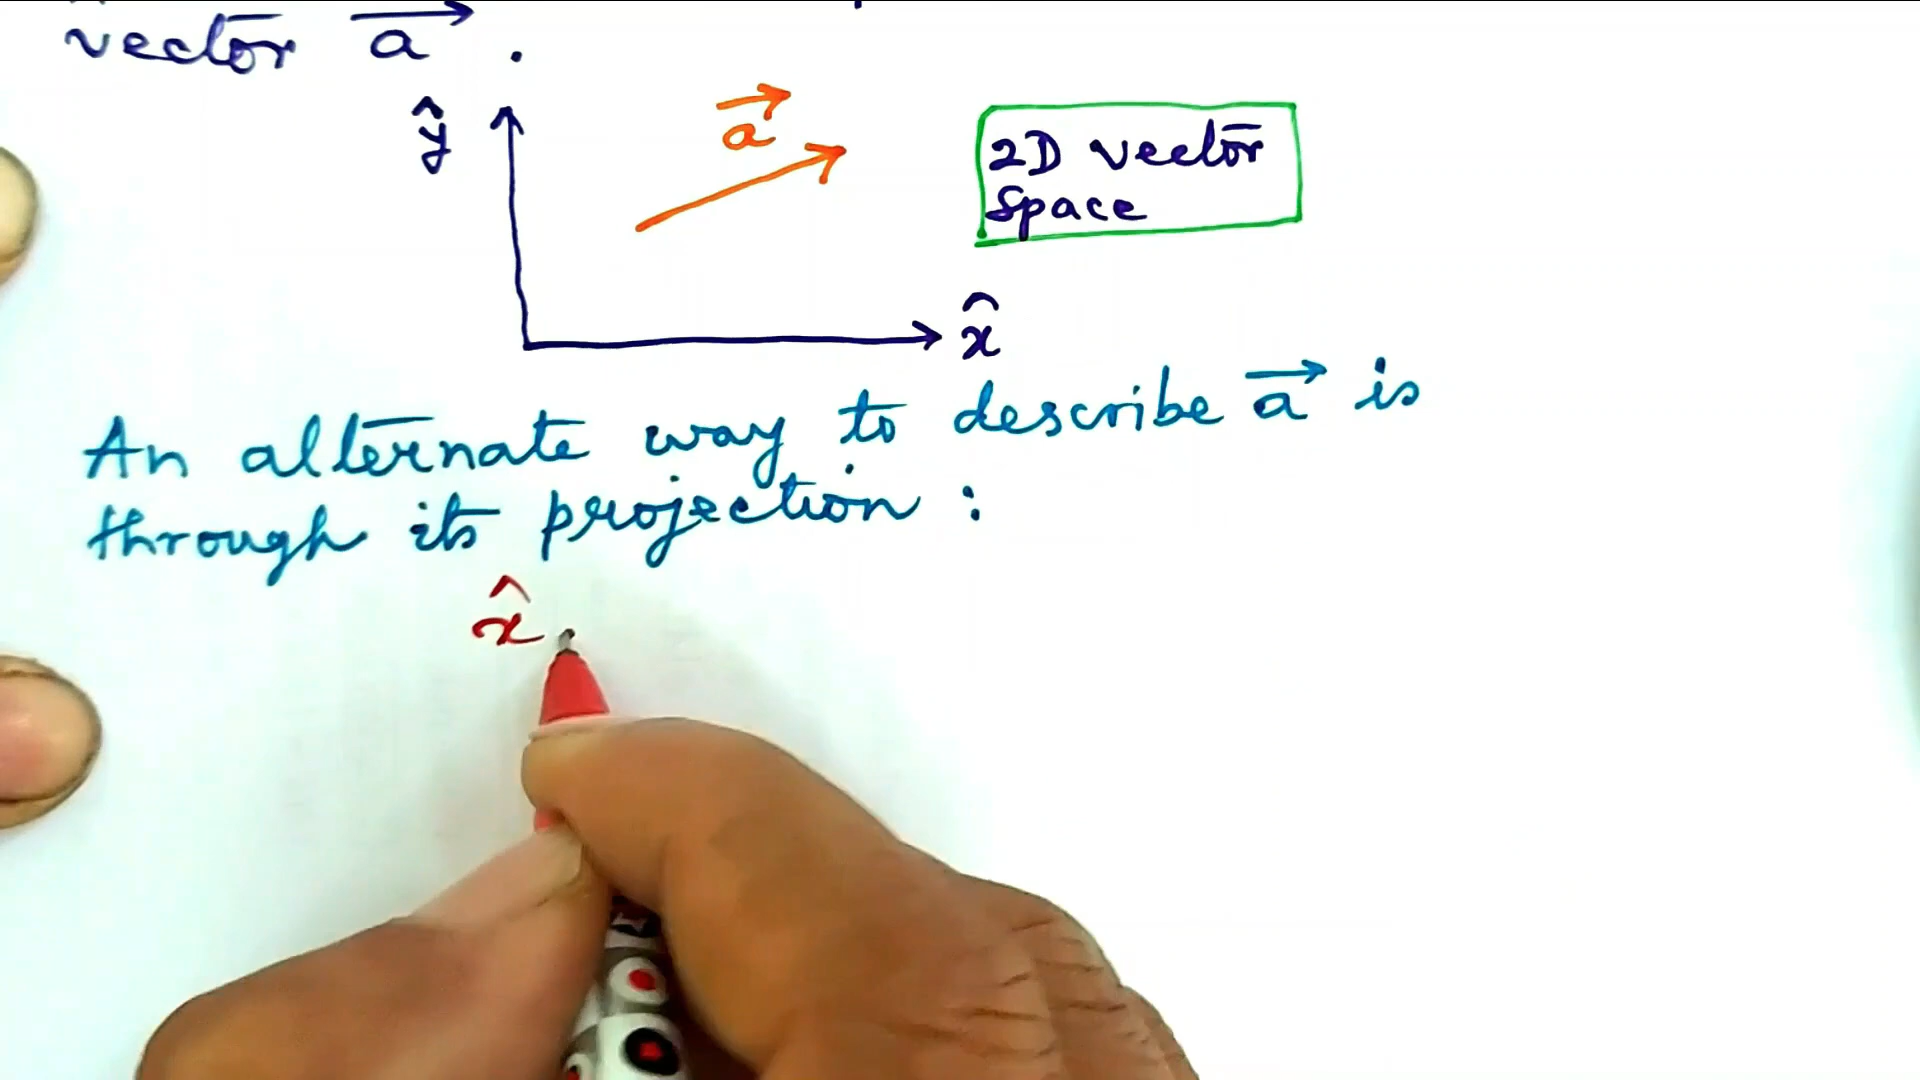 vector a⃗ .
ŷ
a⃗
2D vector
Space
x̂
An alternate way to describe a⃗ is
through its projection :
x̂ .